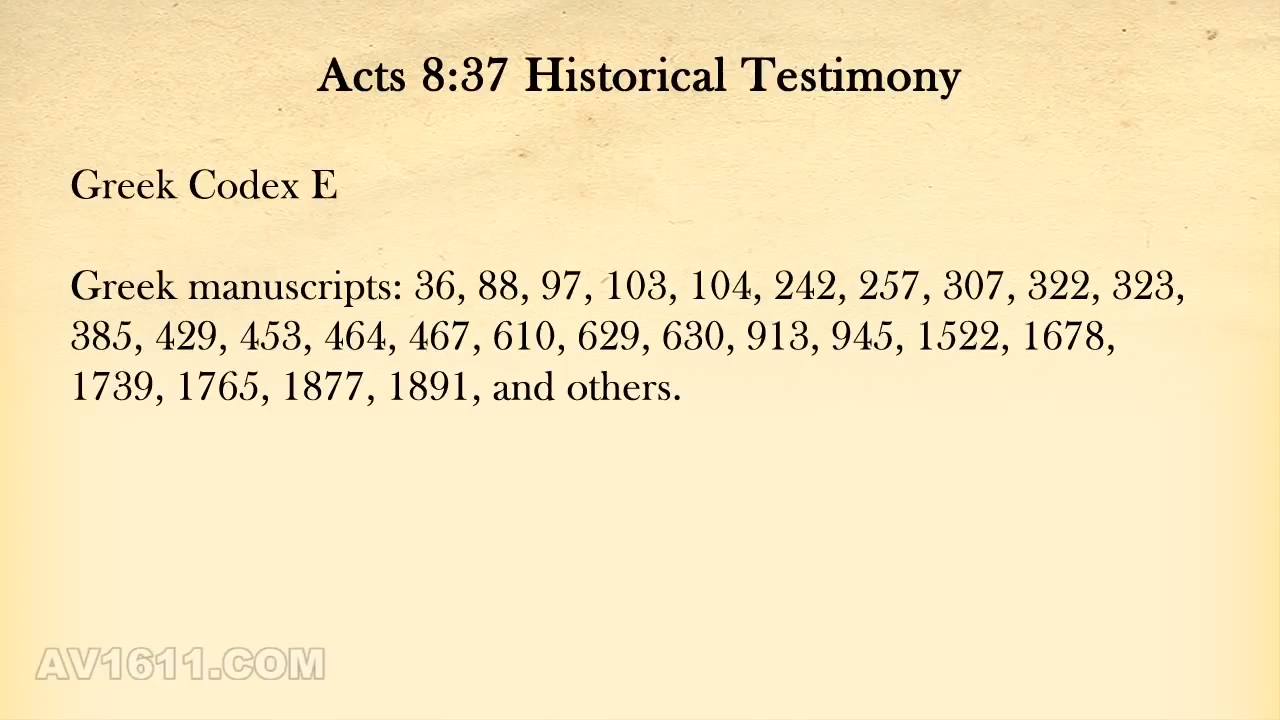 Acts 8:37 Historical Testimony
Greek Codex E
Greek manuscripts: 36, 88, 97, 103, 104, 242, 257, 307, 322, 323,
385, 429, 453, 464, 467, 610, 629, 630, 913, 945, 1522, 1678,
1739, 1765, 1877, 1891, and others.
AV1611.COM